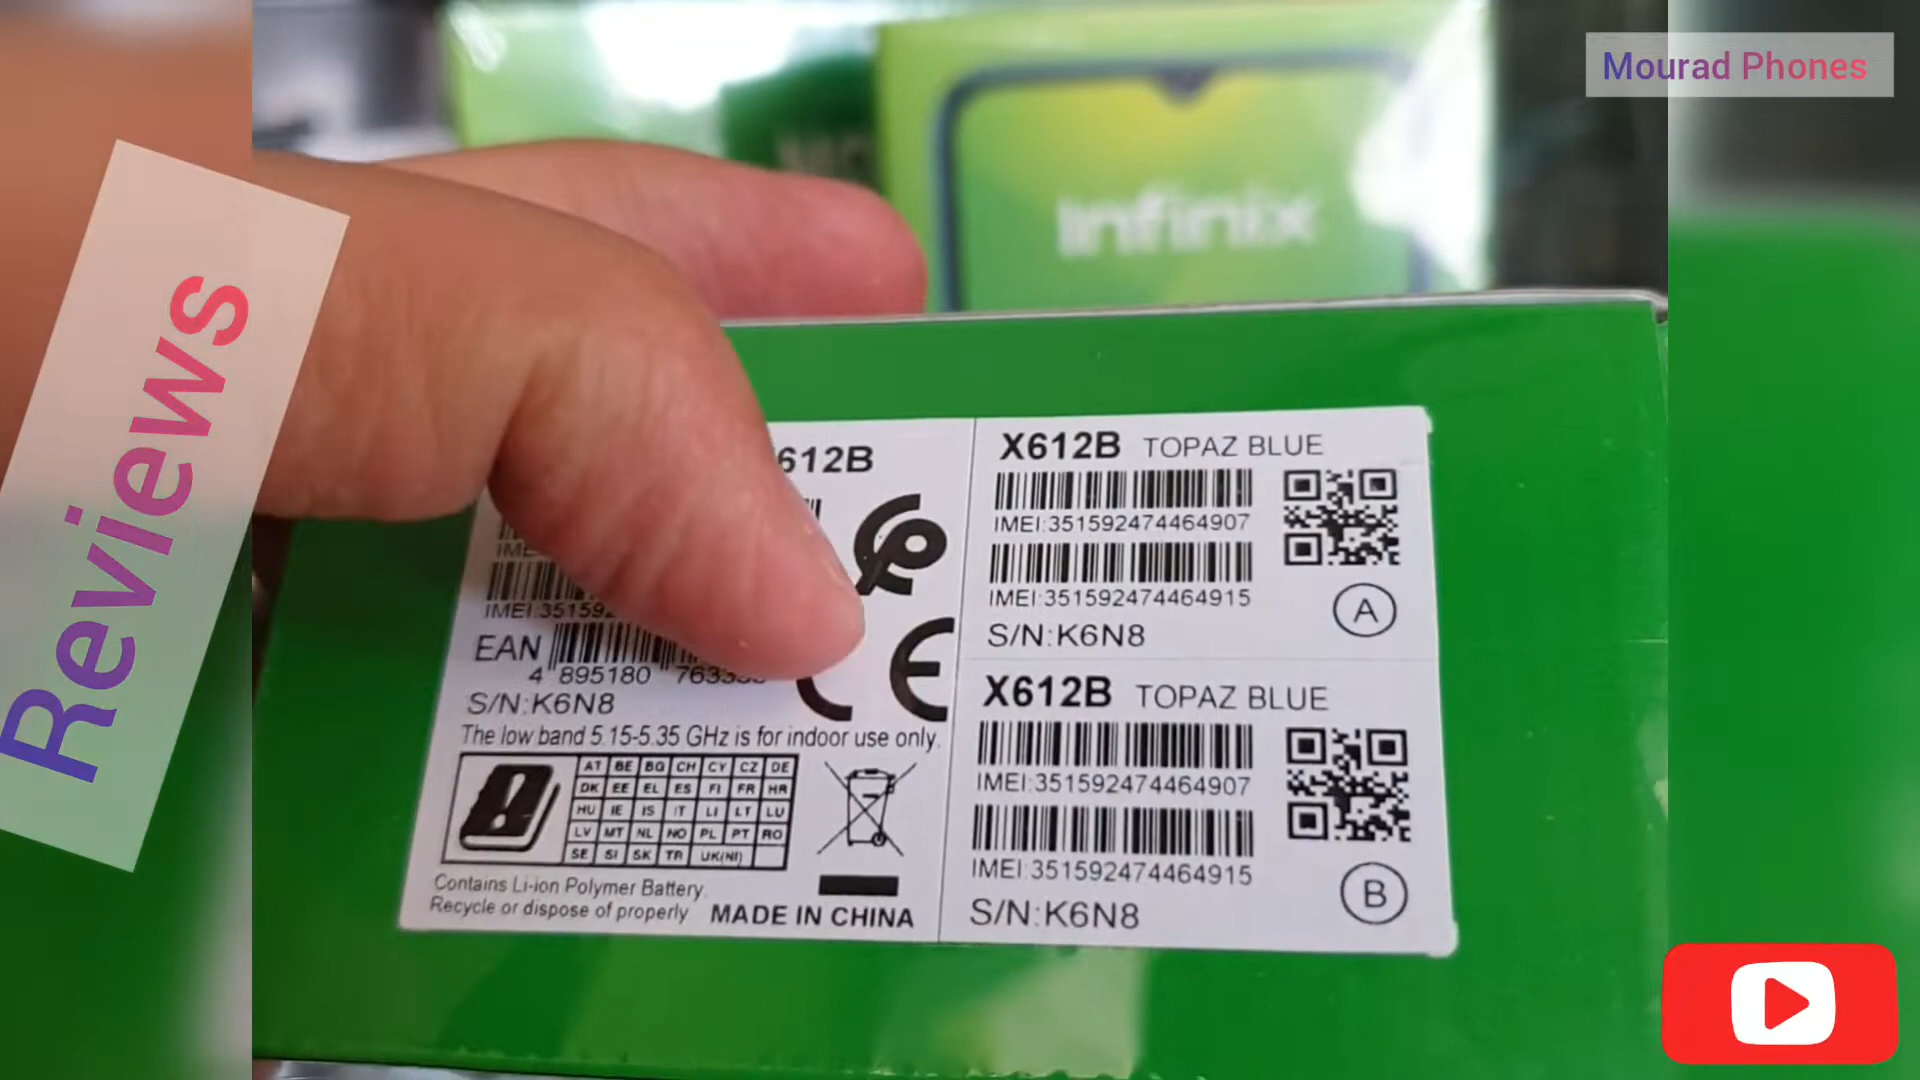 Mourad Phones
Reviews
Infinix
612B
IME
IMEI:351592
EAN
4 895180
S/N:K6N8
The low band 5.15-5.35 GHz is for indoor use only.
AT BE BG CH CY CZ DE
DK EE EL ES FI FR HR
HU IE IS IT LI LT LU
LV MT NL NO PL PT RO
SE SI SK TR UK(NI)
Contains Li-ion Polymer Battery.
Recycle or dispose of properly
MADE IN CHINA
X612B TOPAZ BLUE
IMEI:351592474464907
IMEI:351592474464915
S/N:K6N8
A
X612B TOPAZ BLUE
IMEI:351592474464907
IMEI:351592474464915
S/N:K6N8
B